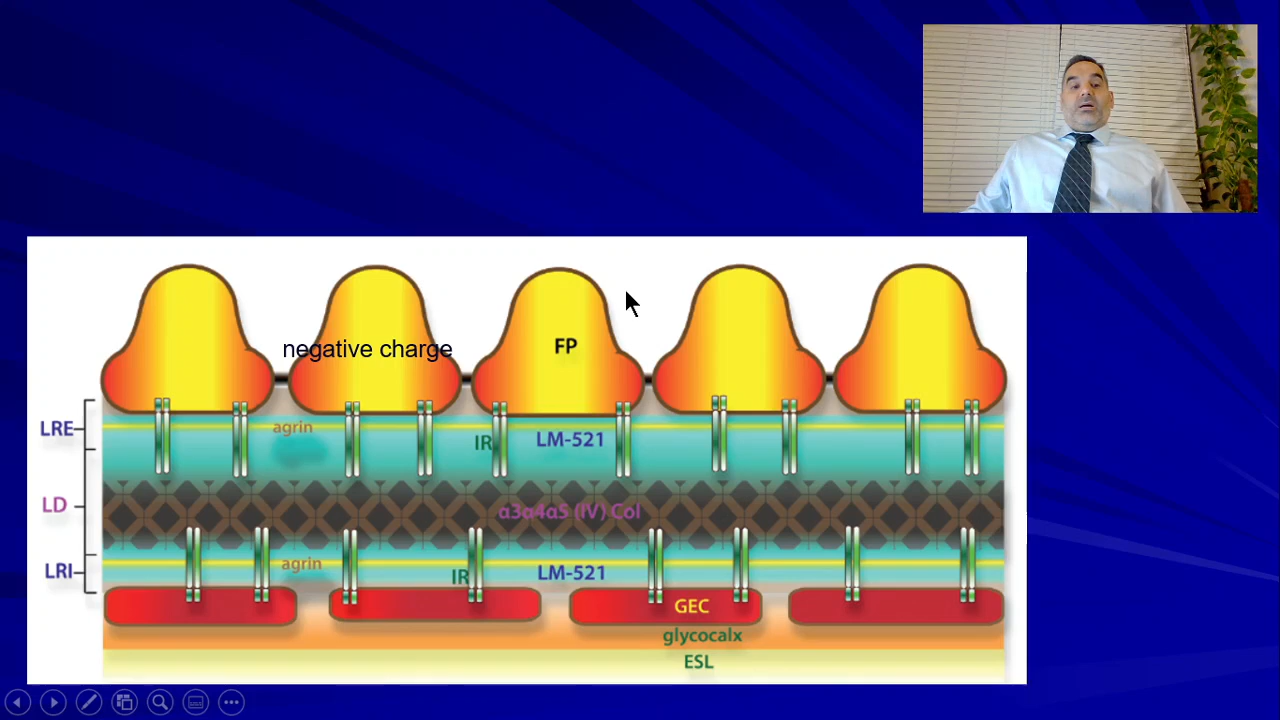 negative charge
FP
LRE
agrin
IR
LM-521
LD
α3α4α5 (IV) Col
LRI
agrin
IR
LM-521
GEC
glycocalx
ESL